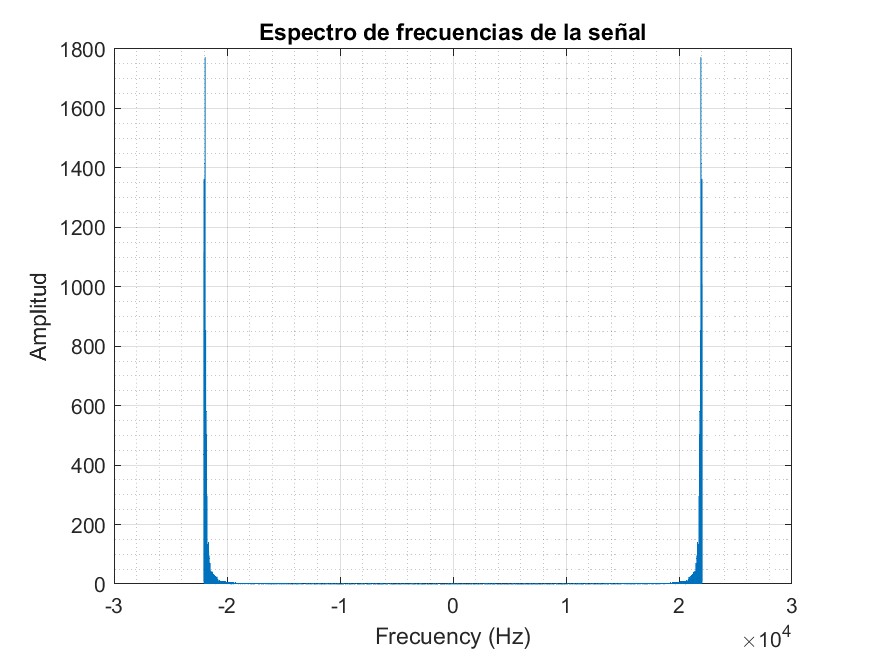 Espectro de frecuencias de la señal
1800
1600
1400
1200
1000
800
600
400
200
0
Amplitud
-3 -2 -1 0 1 2 3
Frecuency (Hz)
×10⁴